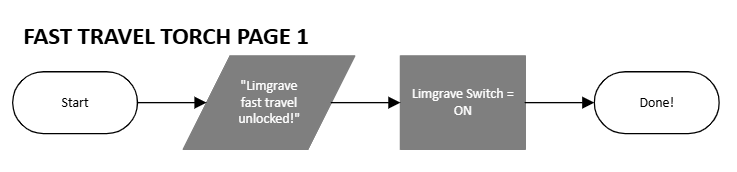 FAST TRAVEL TORCH PAGE 1
Start
"Limgrave
fast travel
unlocked!"
Limgrave Switch =
ON
Done!